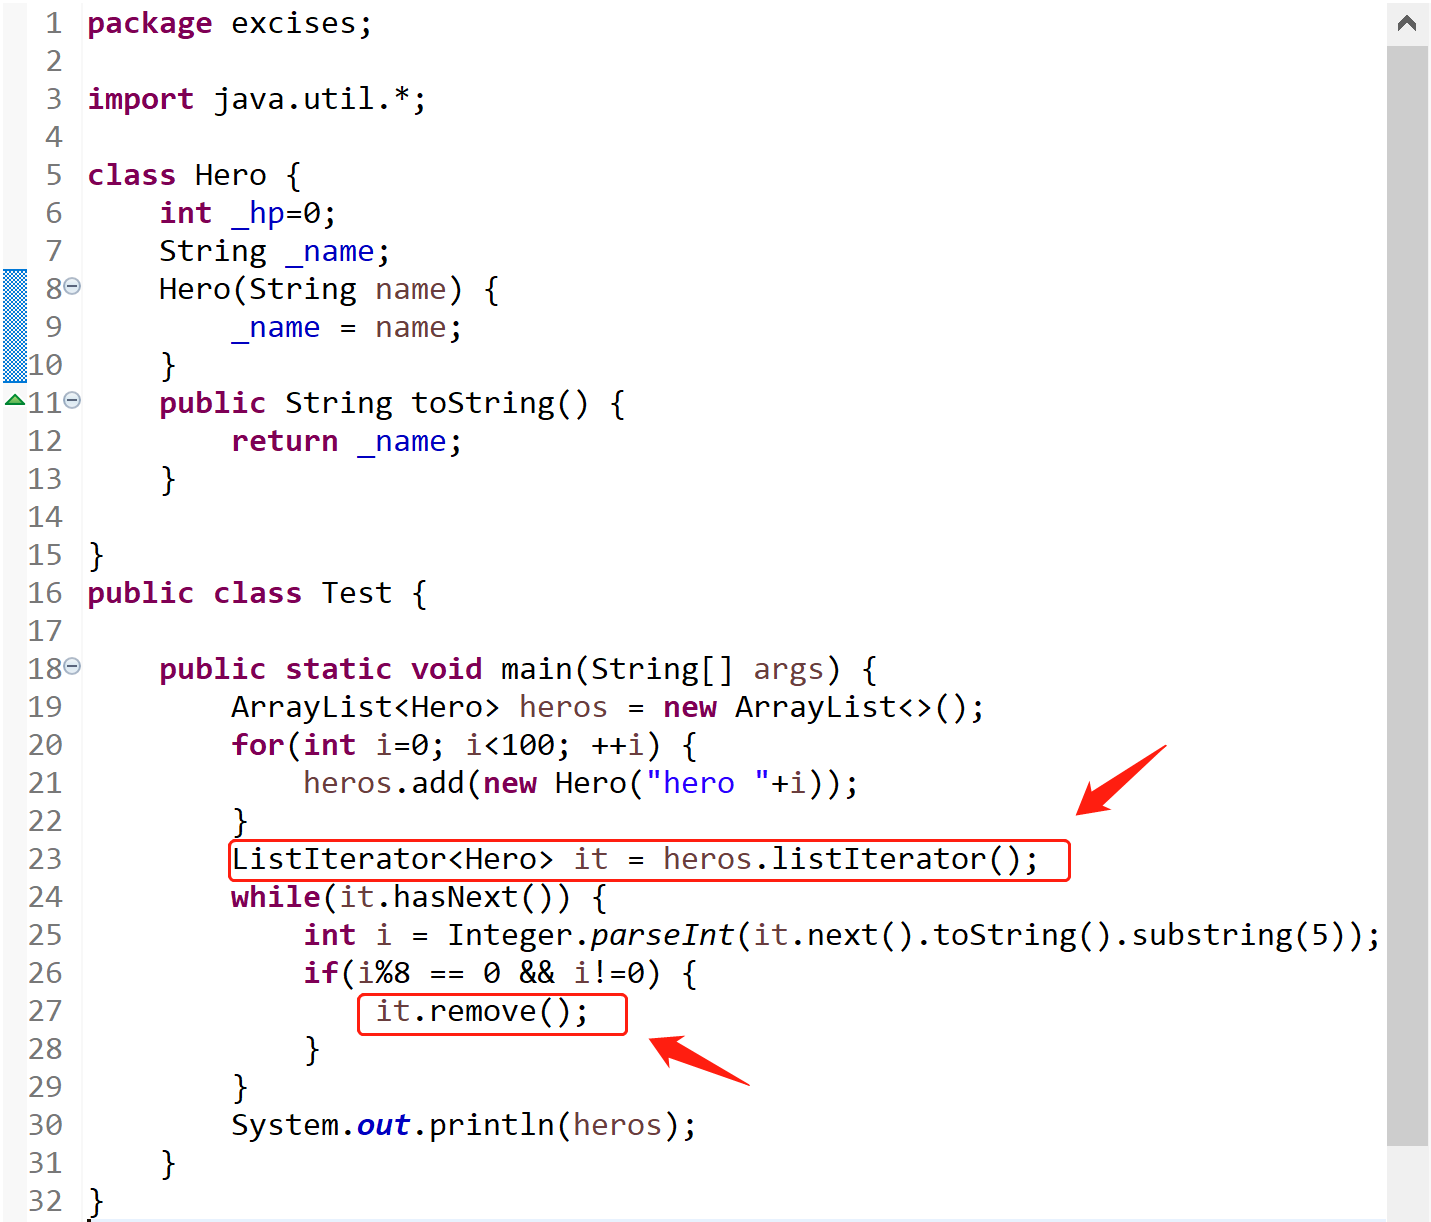 1 package excises;
2
3 import java.util.*;
4
5 class Hero {
6     int _hp=0;
7     String _name;
8     Hero(String name) {
9         _name = name;
10     }
11     public String toString() {
12         return _name;
13     }
14
15 }
16 public class Test {
17
18     public static void main(String[] args) {
19         ArrayList<Hero> heros = new ArrayList<>();
20         for(int i=0; i<100; ++i) {
21             heros.add(new Hero("hero "+i));
22         }
23         ListIterator<Hero> it = heros.listIterator();
24         while(it.hasNext()) {
25             int i = Integer.parseInt(it.next().toString().substring(5));
26             if(i%8 == 0 && i!=0) {
27                 it.remove();
28             }
29         }
30         System.out.println(heros);
31     }
32 }